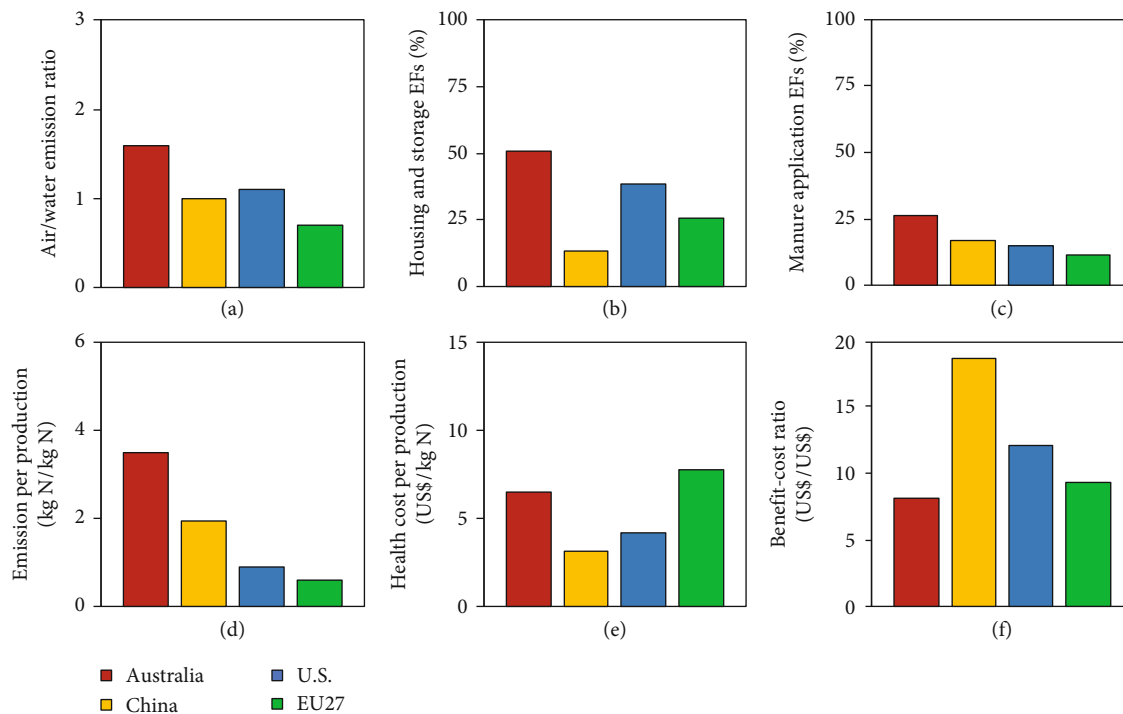 Air/water emission ratio
3
2
1
0
(a)
Housing and storage EFs (%)
100
75
50
25
0
(b)
Manure application EFs (%)
100
75
50
25
0
(c)
Emission per production
(kg N/kg N)
6
4
2
0
(d)
Health cost per production
(US$/kg N)
15
10
5
0
(e)
Benefit-cost ratio
(US$/US$)
20
15
10
5
0
(f)
Australia
China
U.S.
EU27